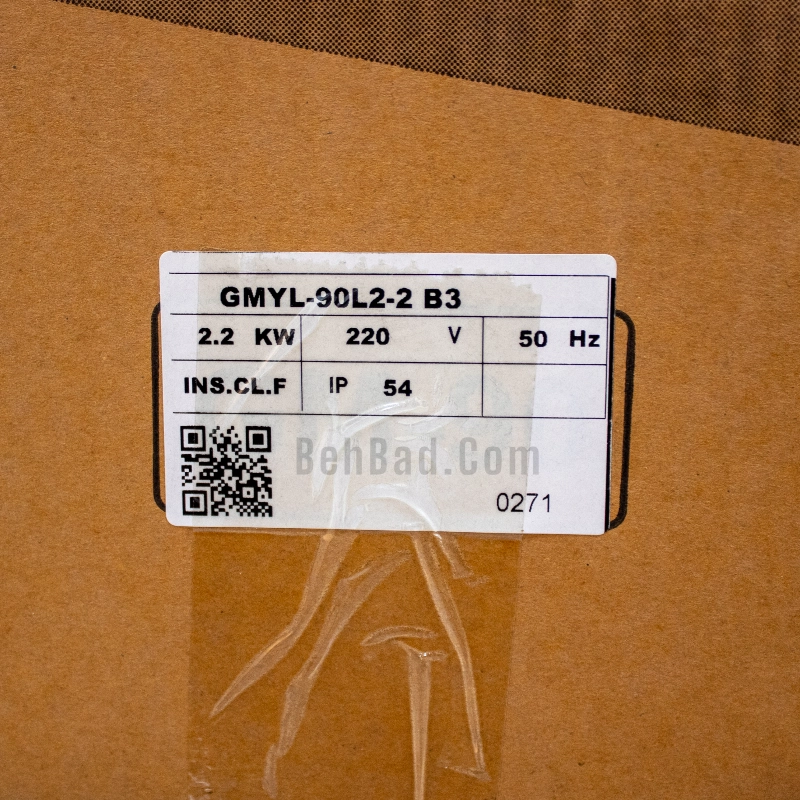 GMYL-90L2-2 B3
2.2 KW 220 V 50 Hz
INS.CL.F IP 54
BehBad.Com
0271